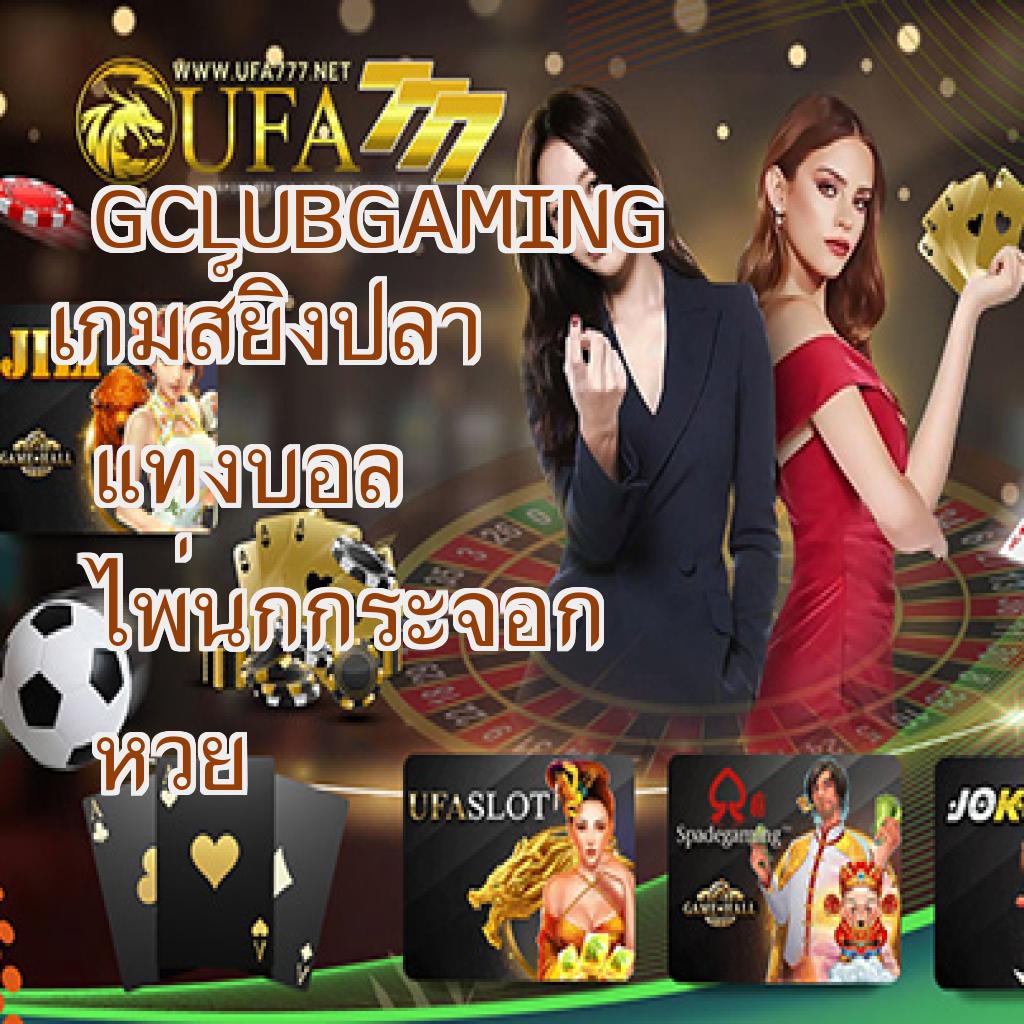 WWW.UFA777.NET
UFA777
GCLUBGAMING
เกมส์ยิงปลา
JILI
GAME HALL
แทงบอล
ไพ่นกกระจอก
หวย
UFASLOT
Spadegaming™
GAME HALL
JOK